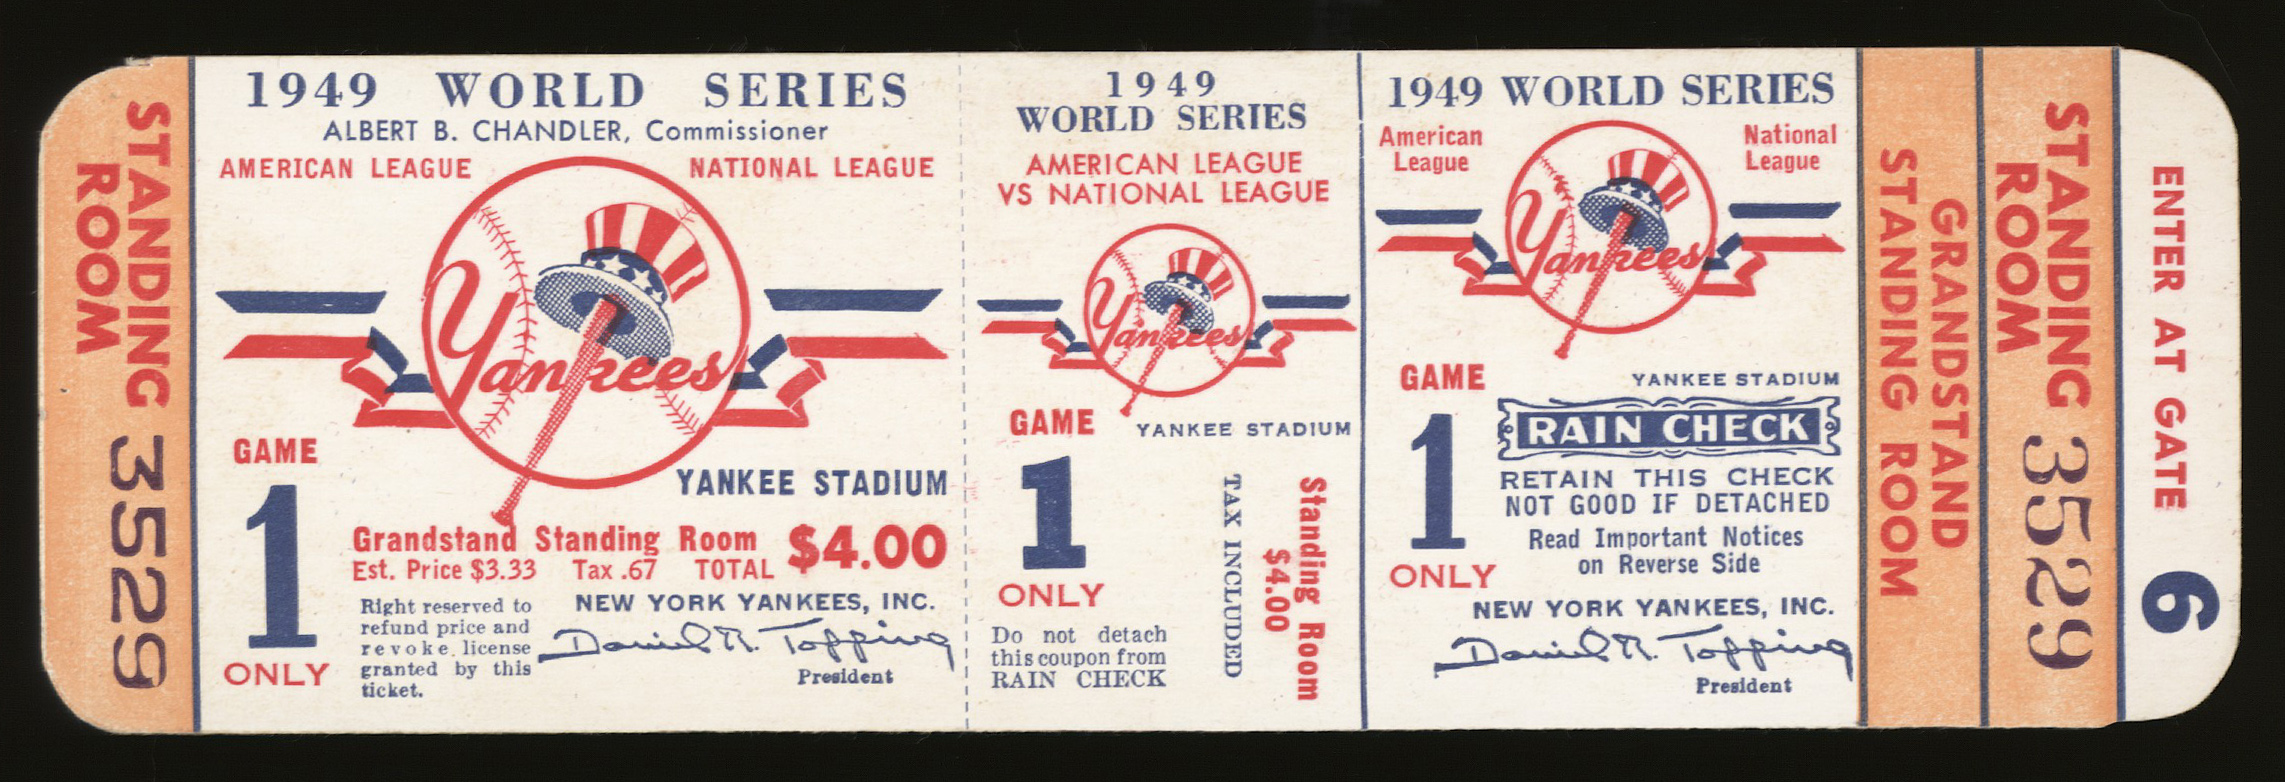 STANDING ROOM 3529
1949 WORLD SERIES
ALBERT B. CHANDLER, Commissioner
AMERICAN LEAGUE
NATIONAL LEAGUE
Yankees
GAME
1
ONLY
YANKEE STADIUM
Grandstand Standing Room $4.00
Est. Price $3.33 Tax .67 TOTAL
Right reserved to
refund price and
revoke license
granted by this
ticket.
NEW YORK YANKEES, INC.
Daniel R. Topping
President
1949
WORLD SERIES
AMERICAN LEAGUE
VS NATIONAL LEAGUE
Yankees
GAME
1
ONLY
YANKEE STADIUM
Do not detach
this coupon from
RAIN CHECK
TAX INCLUDED
Standing Room
$4.00
1949 WORLD SERIES
American
League
National
League
Yankees
GAME
1
ONLY
YANKEE STADIUM
RAIN CHECK
RETAIN THIS CHECK
NOT GOOD IF DETACHED
Read Important Notices
on Reverse Side
NEW YORK YANKEES, INC.
Daniel R. Topping
President
GRANDSTAND
STANDING ROOM
STANDING ROOM 3529
ENTER AT GATE 6